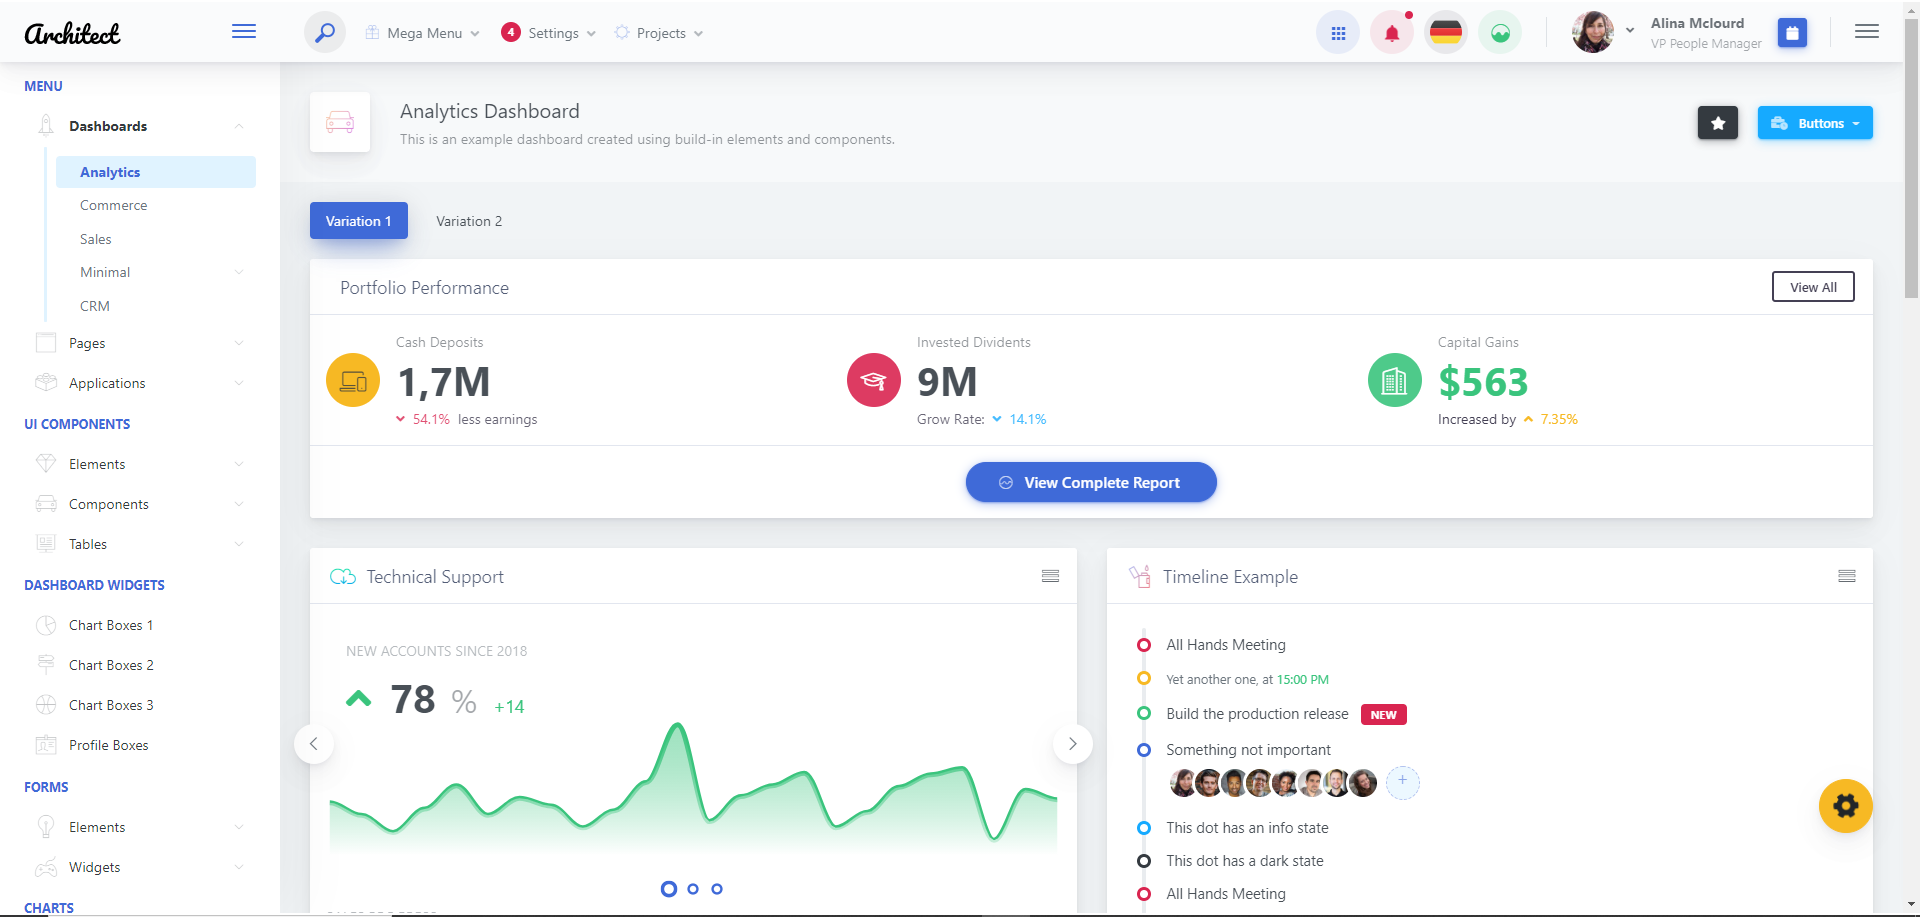 Architect
Mega Menu
4
Settings
Projects
Alina Mclourd
VP People Manager
MENU
Dashboards
Analytics
Commerce
Sales
Minimal
CRM
Pages
Applications
UI COMPONENTS
Elements
Components
Tables
DASHBOARD WIDGETS
Chart Boxes 1
Chart Boxes 2
Chart Boxes 3
Profile Boxes
FORMS
Elements
Widgets
CHARTS
Analytics Dashboard
This is an example dashboard created using build-in elements and components.
Buttons
Variation 1
Variation 2
Portfolio Performance
View All
Cash Deposits
1,7M
54.1% less earnings
Invested Dividents
9M
Grow Rate: 14.1%
Capital Gains
$563
Increased by 7.35%
View Complete Report
Technical Support
NEW ACCOUNTS SINCE 2018
78 % +14
Timeline Example
All Hands Meeting
Yet another one, at 15:00 PM
Build the production release NEW
Something not important
+
This dot has an info state
This dot has a dark state
All Hands Meeting